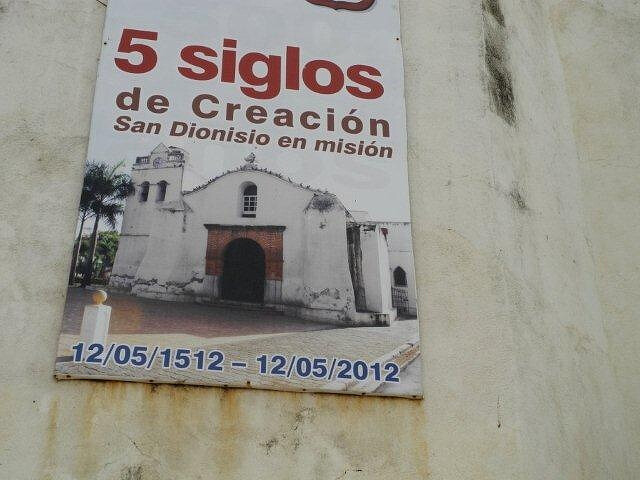 5 siglos
de Creación
San Dionisio en misión
12/05/1512 – 12/05/2012